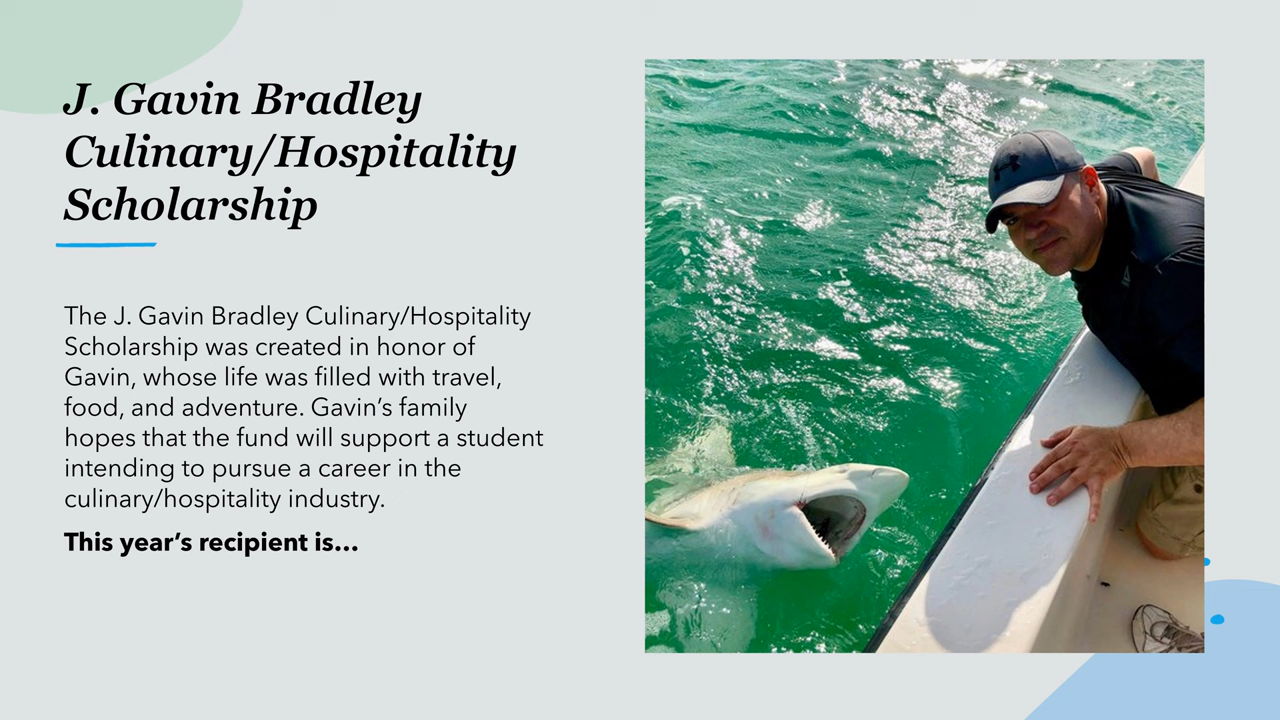 J. Gavin Bradley
Culinary/Hospitality
Scholarship
The J. Gavin Bradley Culinary/Hospitality
Scholarship was created in honor of
Gavin, whose life was filled with travel,
food, and adventure. Gavin’s family
hopes that the fund will support a student
intending to pursue a career in the
culinary/hospitality industry.
This year’s recipient is…